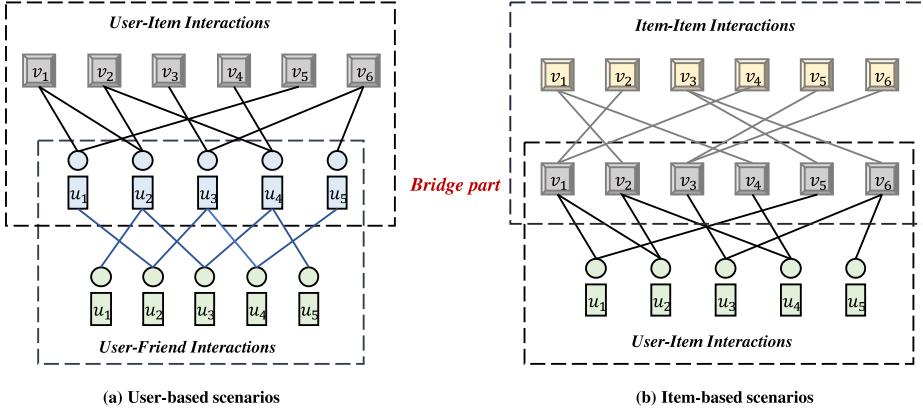 User-Item Interactions
v1 v2 v3 v4 v5 v6
u1 u2 u3 u4 u5
u1 u2 u3 u4 u5
User-Friend Interactions
(a) User-based scenarios
Bridge part
Item-Item Interactions
v1 v2 v3 v4 v5 v6
v1 v2 v3 v4 v5 v6
u1 u2 u3 u4 u5
User-Item Interactions
(b) Item-based scenarios